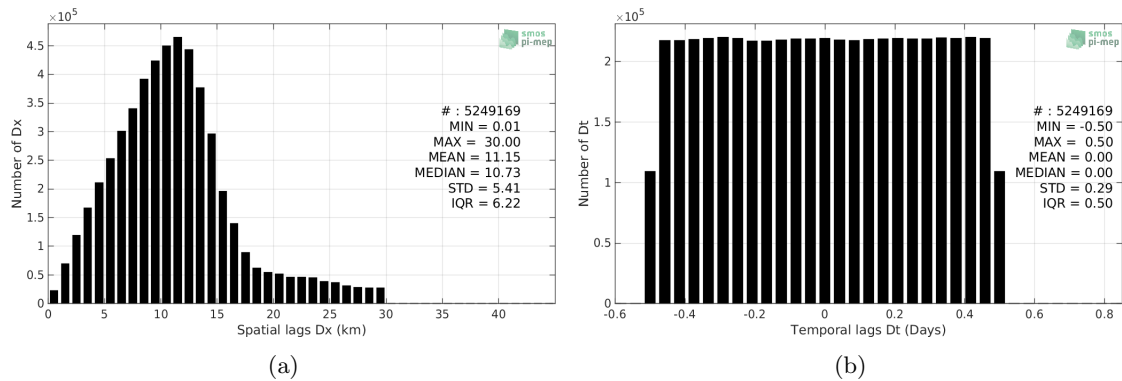 ×10⁵
4.5
4
3.5
3
2.5
2
1.5
1
0.5
0
0 5 10 15 20 25 30 35 40
Number of Dx
Spatial lags Dx (km)
smos
pi-mep
# : 5249169
MIN = 0.01
MAX = 30.00
MEAN = 11.15
MEDIAN = 10.73
STD = 5.41
IQR = 6.22
(a)
×10⁵
2
1.5
1
0.5
0
-0.6 -0.4 -0.2 0 0.2 0.4 0.6 0.8
Number of Dt
Temporal lags Dt (Days)
smos
pi-mep
# : 5249169
MIN = -0.50
MAX = 0.50
MEAN = 0.00
MEDIAN = 0.00
STD = 0.29
IQR = 0.50
(b)